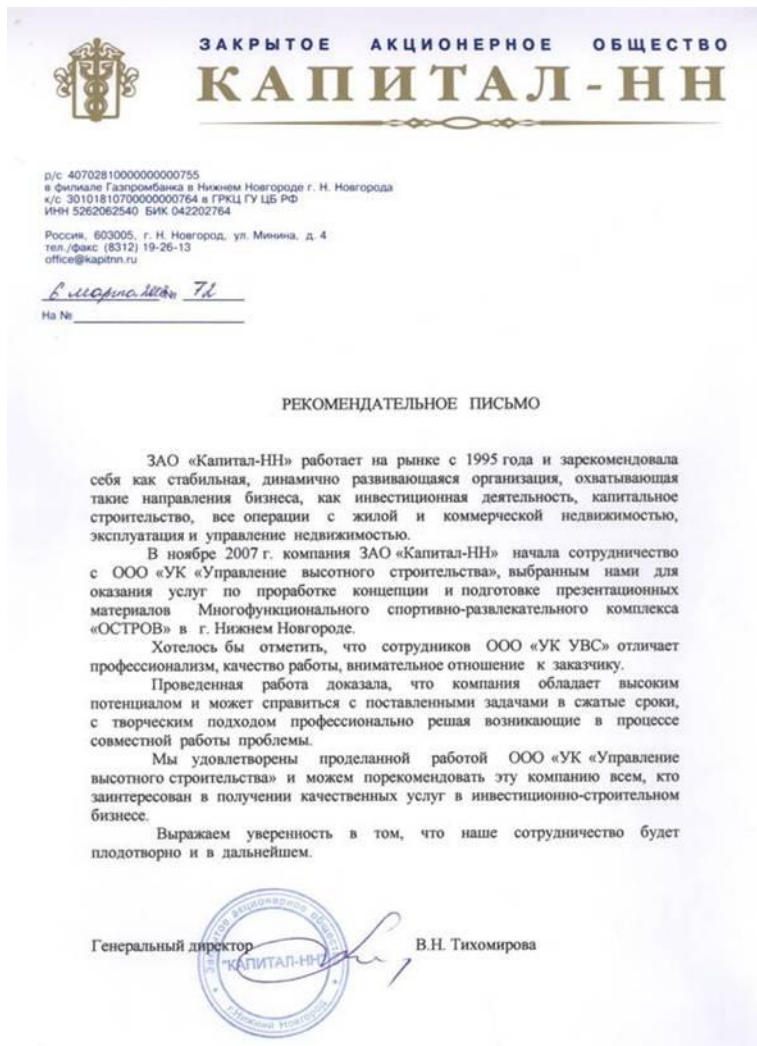 ЗАКРЫТОЕ АКЦИОНЕРНОЕ ОБЩЕСТВО
КАПИТАЛ-НН
р/с 40702810000000000755
в филиале Газпромбанка в Нижнем Новгороде г. Н. Новгорода
к/с 30101810700000000764 в ГРКЦ ГУ ЦБ РФ
ИНН 5262062540 БИК 042202764
Россия, 603005, г. Н. Новгород, ул. Минина, д. 4
тел./факс (8312) 19-26-13
office@kapitnn.ru
6 марта 72
На №
РЕКОМЕНДАТЕЛЬНОЕ ПИСЬМО
ЗАО «Капитал-НН» работает на рынке с 1995 года и зарекомендовала
себя как стабильная, динамично развивающаяся организация, охватывающая
такие направления бизнеса, как инвестиционная деятельность, капитальное
строительство, все операции с жилой и коммерческой недвижимостью,
эксплуатация и управление недвижимостью.
В ноябре 2007 г. компания ЗАО «Капитал-НН» начала сотрудничество
с ООО «УК «Управление высотного строительства», выбранным нами для
оказания услуг по проработке концепции и подготовке презентационных
материалов Многофункционального спортивно-развлекательного комплекса
«ОСТРОВ» в г. Нижнем Новгороде.
Хотелось бы отметить, что сотрудников ООО «УК УВС» отличает
профессионализм, качество работы, внимательное отношение к заказчику.
Проведенная работа доказала, что компания обладает высоким
потенциалом и может справиться с поставленными задачами в сжатые сроки,
с творческим подходом профессионально решая возникающие в процессе
совместной работы проблемы.
Мы удовлетворены проделанной работой ООО «УК «Управление
высотного строительства» и можем порекомендовать эту компанию всем, кто
заинтересован в получении качественных услуг в инвестиционно-строительном
бизнесе.
Выражаем уверенность в том, что наше сотрудничество будет
плодотворно и в дальнейшем.
Генеральный директор В.Н. Тихомирова
Закрытое акционерное общество
"КАПИТАЛ-НН"
г.Нижний Новгород